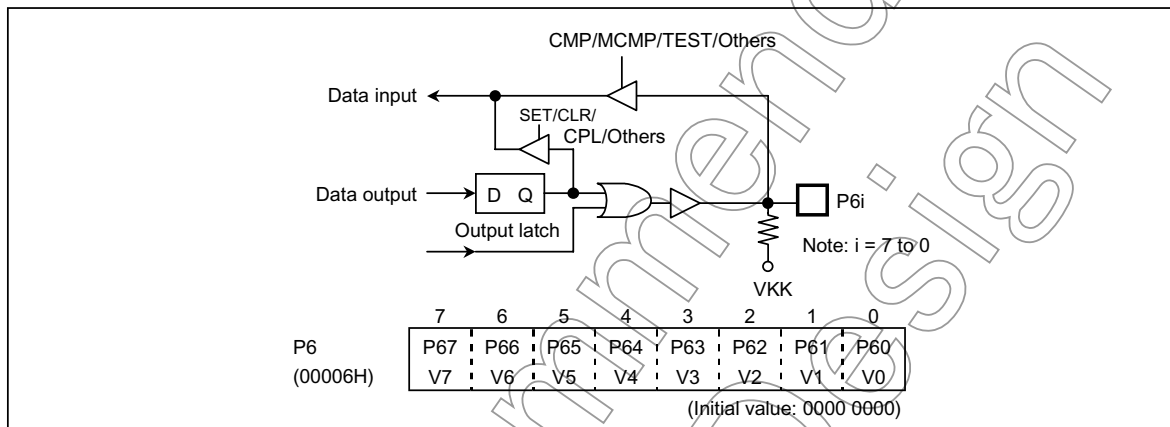 CMP/MCMP/TEST/Others
Data input
SET/CLR/
CPL/Others
Data output
D Q
P6i
Output latch
Note: i = 7 to 0
VKK
7 6 5 4 3 2 1 0
P6 P67 P66 P65 P64 P63 P62 P61 P60
(00006H) V7 V6 V5 V4 V3 V2 V1 V0
(Initial value: 0000 0000)